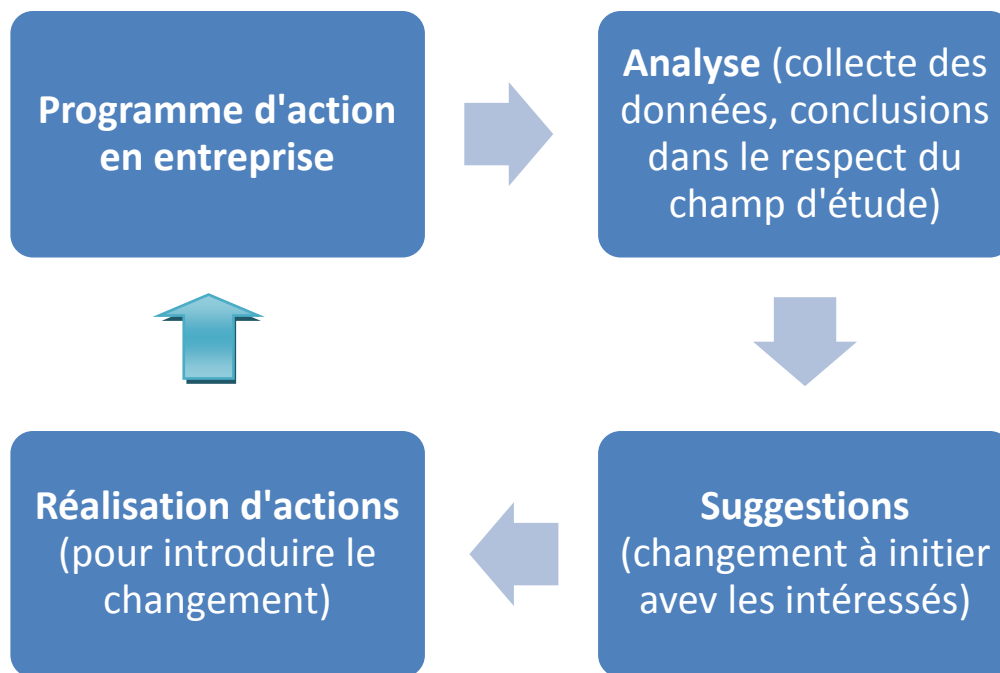 Programme d'action
en entreprise
Analyse (collecte des
données, conclusions
dans le respect du
champ d'étude)
Réalisation d'actions
(pour introduire le
changement)
Suggestions
(changement à initier
avev les intéressés)